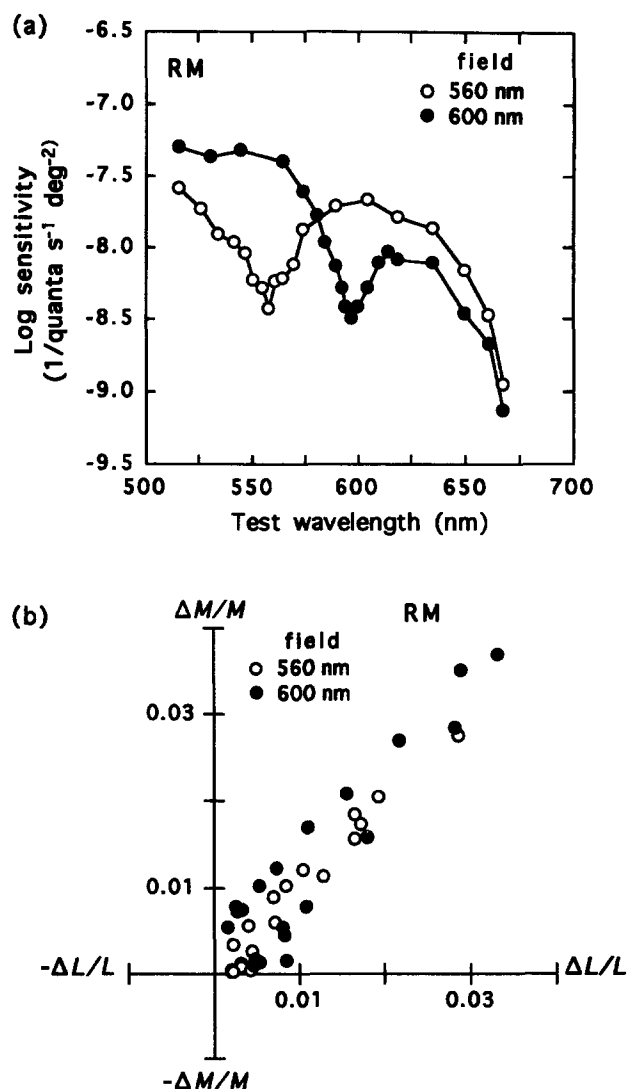 (a)
RM
field
560 nm
600 nm
Log sensitivity
(1/quanta s⁻¹ deg⁻²)
-6.5
-7.0
-7.5
-8.0
-8.5
-9.0
-9.5
500 550 600 650 700
Test wavelength (nm)
(b)
ΔM/M
RM
field
560 nm
600 nm
0.03
0.01
-ΔL/L
ΔL/L
0.01 0.03
-ΔM/M